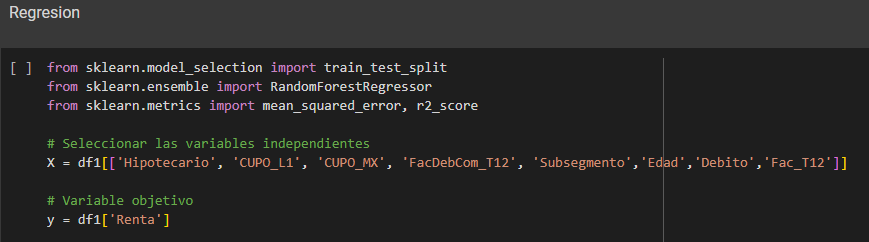 Regresion
[ ] from sklearn.model_selection import train_test_split
from sklearn.ensemble import RandomForestRegressor
from sklearn.metrics import mean_squared_error, r2_score
# Seleccionar las variables independientes
X = df1[['Hipotecario', 'CUPO_L1', 'CUPO_MX', 'FacDebCom_T12', 'Subsegmento','Edad','Debito','Fac_T12']]
# Variable objetivo
y = df1['Renta']